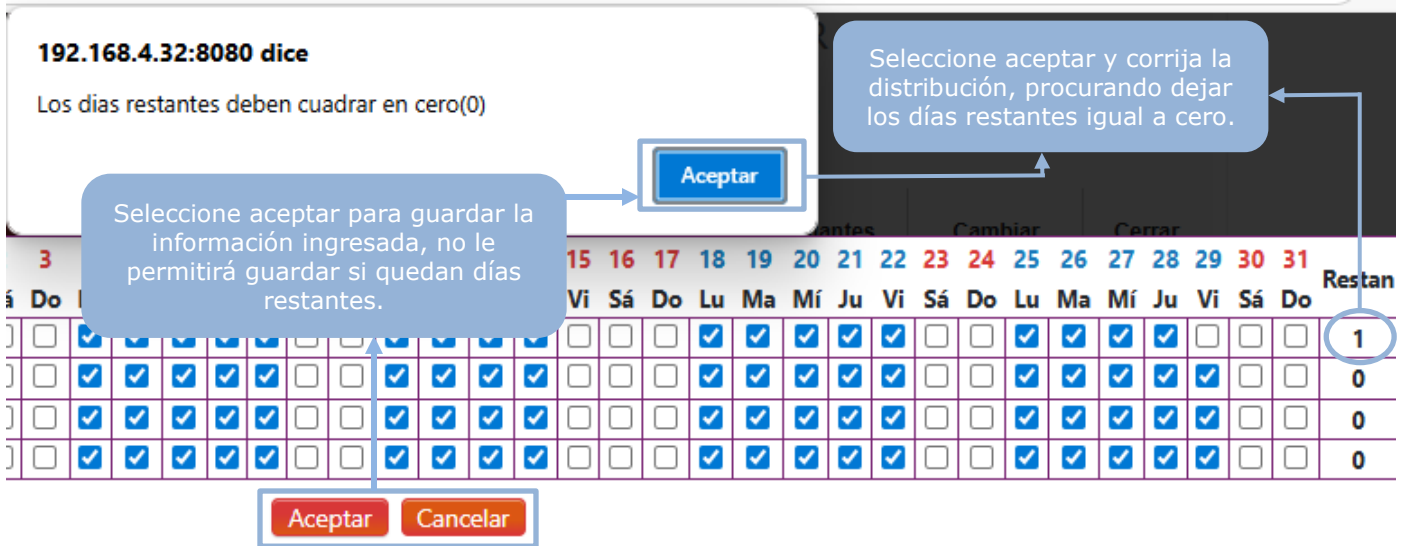 192.168.4.32:8080 dice
Los dias restantes deben cuadrar en cero(0)
Aceptar
Seleccione aceptar y corrija la
distribución, procurando dejar
los días restantes igual a cero.
Seleccione aceptar para guardar la
información ingresada, no le
permitirá guardar si quedan días
restantes.
Cambiar Cerrar
3 15 16 17 18 19 20 21 22 23 24 25 26 27 28 29 30 31 Restan
Do Vi Sá Do Lu Ma Mí Ju Vi Sá Do Lu Ma Mí Ju Vi Sá Do
1
0
0
0
Aceptar Cancelar